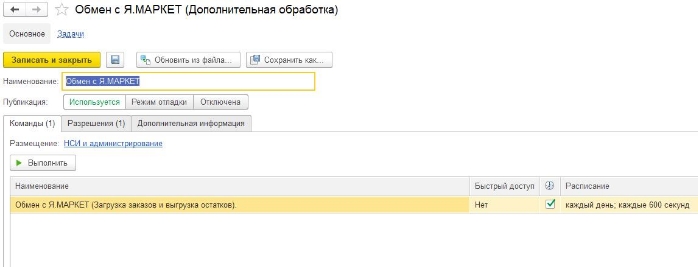 Обмен с Я.МАРКЕТ (Дополнительная обработка)
Основное Задачи
Записать и закрыть Обновить из файла... Сохранить как...
Наименование: Обмен с Я.МАРКЕТ
Публикация: Используется Режим отладки Отключена
Команды (1) Разрешения (1) Дополнительная информация
Размещение: НСИ и администрирование
Выполнить
Наименование Быстрый доступ Расписание
Обмен с Я.МАРКЕТ (Загрузка заказов и выгрузка остатков). Нет каждый день; каждые 600 секунд